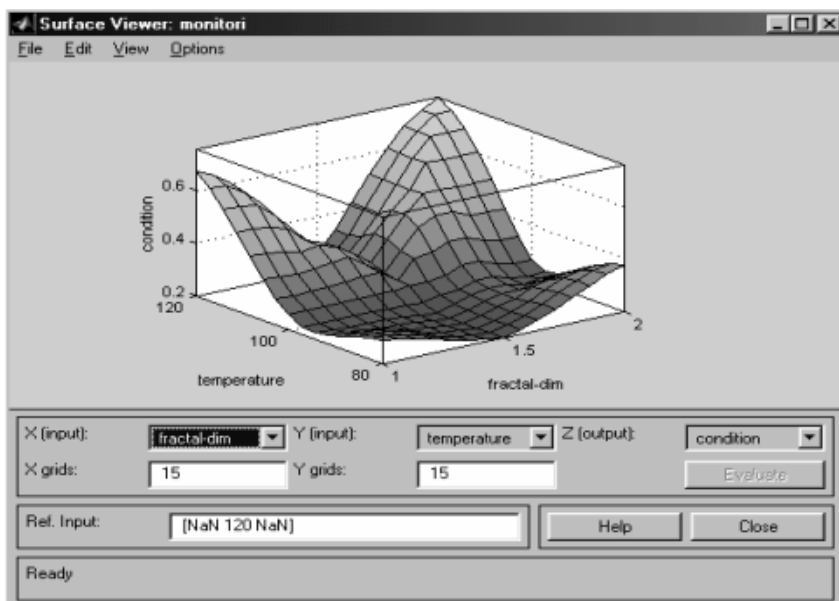 Surface Viewer: monitori
File Edit View Options
0.6
0.4
0.2
condition
120
100
80
temperature
1
1.5
2
fractal-dim
X (input): fractal-dim Y (input): temperature Z (output): condition
X grids: 15 Y grids: 15 Evaluate
Ref. Input: [NaN 120 NaN] Help Close
Ready